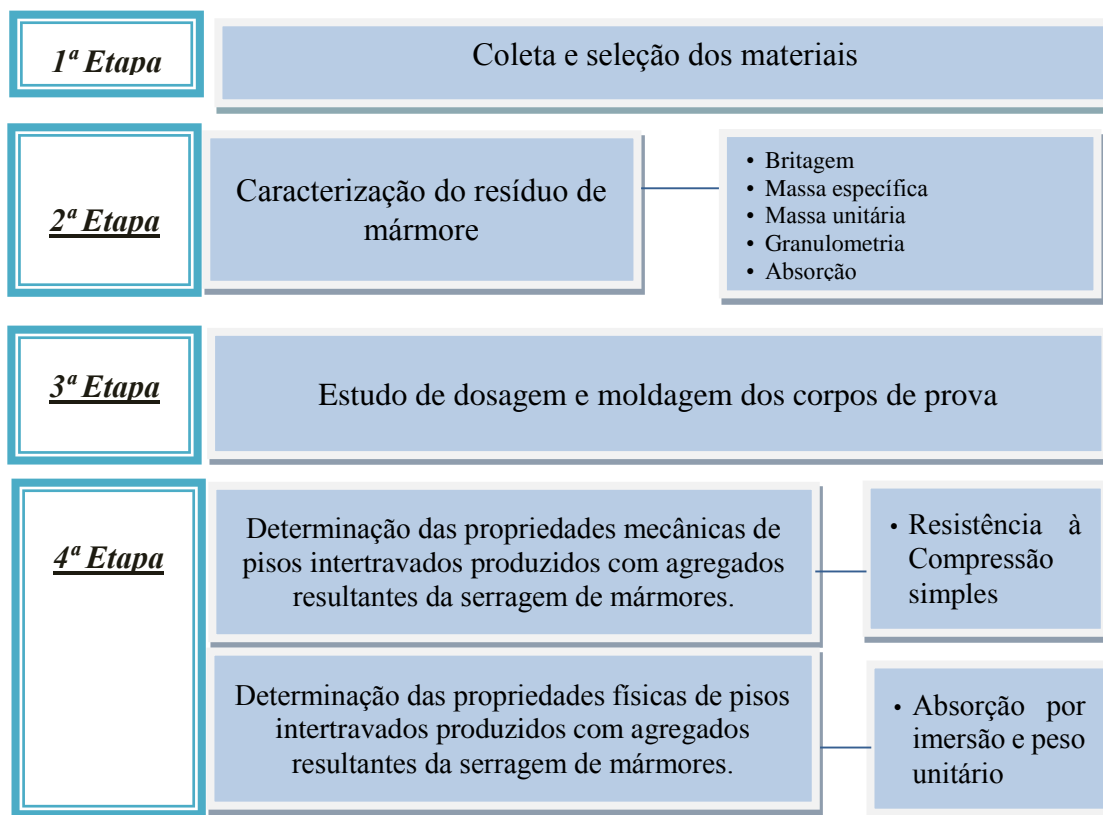 1ª Etapa
Coleta e seleção dos materiais
2ª Etapa
Caracterização do resíduo de
mármore
• Britagem
• Massa específica
• Massa unitária
• Granulometria
• Absorção
3ª Etapa
Estudo de dosagem e moldagem dos corpos de prova
4ª Etapa
Determinação das propriedades mecânicas de
pisos intertravados produzidos com agregados
resultantes da serragem de mármores.
• Resistência à
Compressão
simples
Determinação das propriedades físicas de pisos
intertravados produzidos com agregados
resultantes da serragem de mármores.
• Absorção por
imersão e peso
unitário